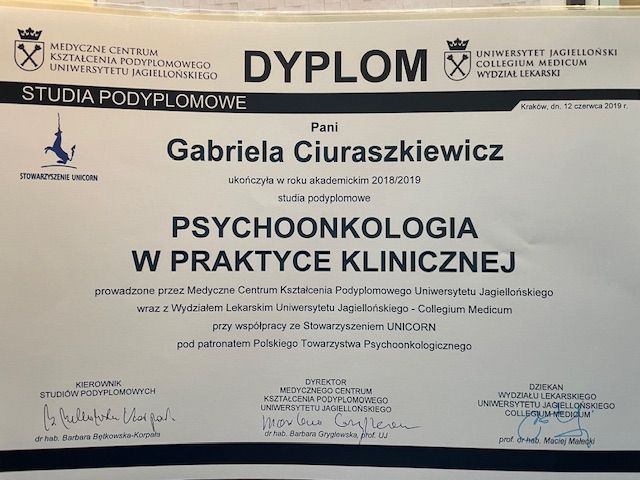 MEDYCZNE CENTRUM
KSZTAŁCENIA PODYPLOMOWEGO
UNIWERSYTETU JAGIELLOŃSKIEGO
DYPLOM
UNIWERSYTET JAGIELLOŃSKI
COLLEGIUM MEDICUM
WYDZIAŁ LEKARSKI
STUDIA PODYPLOMOWE
Kraków, dn. 12 czerwca 2019 r.
STOWARZYSZENIE UNICORN
Pani
Gabriela Ciuraszkiewicz
ukończyła w roku akademickim 2018/2019
studia podyplomowe
PSYCHOONKOLOGIA
W PRAKTYCE KLINICZNEJ
prowadzone przez Medyczne Centrum Kształcenia Podyplomowego Uniwersytetu Jagiellońskiego
wraz z Wydziałem Lekarskim Uniwersytetu Jagiellońskiego - Collegium Medicum
przy współpracy ze Stowarzyszeniem UNICORN
pod patronatem Polskiego Towarzystwa Psychoonkologicznego
KIEROWNIK
STUDIÓW PODYPLOMOWYCH
dr hab. Barbara Bętkowska-Korpała
DYREKTOR
MEDYCZNEGO CENTRUM
KSZTAŁCENIA PODYPLOMOWEGO
UNIWERSYTETU JAGIELLOŃSKIEGO
dr hab. Barbara Gryglewska, prof. UJ
DZIEKAN
WYDZIAŁU LEKARSKIEGO
UNIWERSYTETU JAGIELLOŃSKIEGO
COLLEGIUM MEDICUM
prof. dr hab. Maciej Małecki